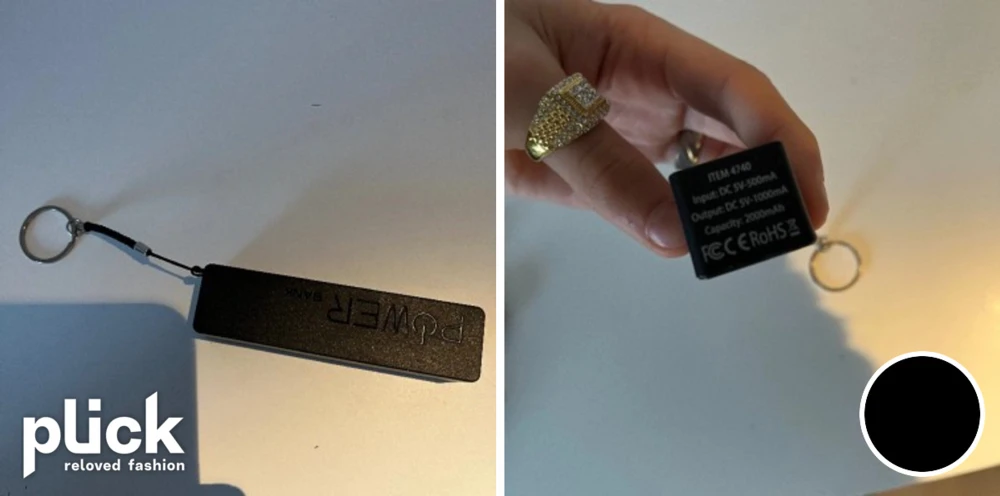 POWER
BANK
plick
reloved fashion
ITEM 4740
Input: DC 5V-500mA
Output: DC 5V-1000mA
Capacity: 2000mAh
FC CE RoHS